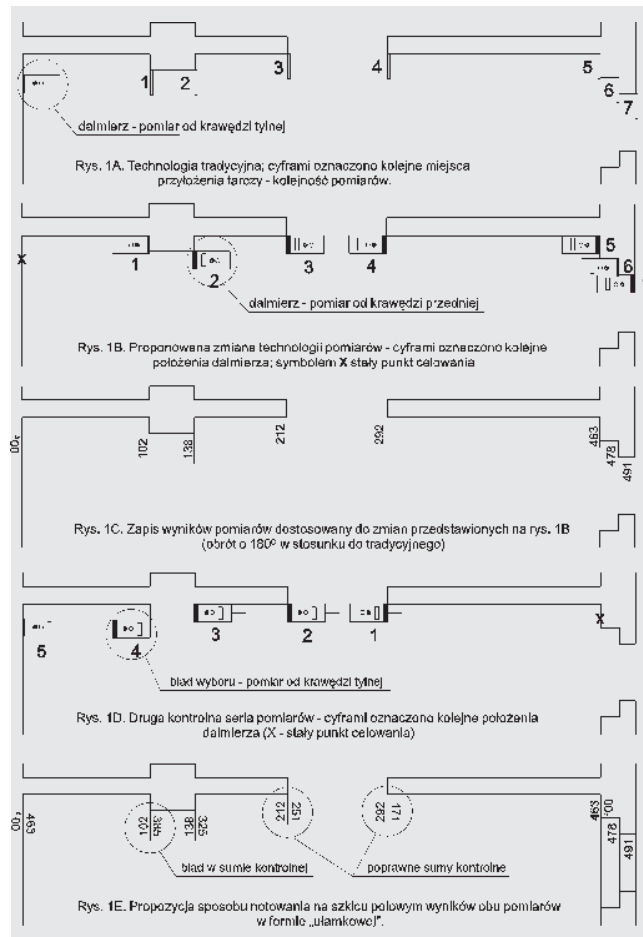 1
2
3
4
5
6
7
dalmierz - pomiar od krawędzi tylnej
Rys. 1A. Technologia tradycyjna; cyframi oznaczono kolejne miejsca
przyłożenia tarczy - kolejność pomiarów.
X
1
2
3
4
5
6
dalmierz - pomiar od krawędzi przedniej
Rys. 1B. Proponowana zmiana technologii pomiarów - cyframi oznaczono kolejne
położenia dalmierza; symbolem X stały punkt celowania
00
102
138
212
292
463
478
491
Rys. 1C. Zapis wyników pomiarów dostosowany do zmian przedstawionych na rys. 1B
(obrót o 180º w stosunku do tradycyjnego)
5
4
3
2
1
X
błąd wyboru - pomiar od krawędzi tylnej
Rys. 1D. Druga kontrolna seria pomiarów - cyframi oznaczono kolejne położenia
dalmierza (X - stały punkt celowania)
00
463
325
212
251
292
171
463
00
478
491
błąd w sumie kontrolnej
poprawne sumy kontrolne
Rys. 1E. Propozycja sposobu notowania na szkicu polowym wyników obu pomiarów
w formie „ułamkowej”.